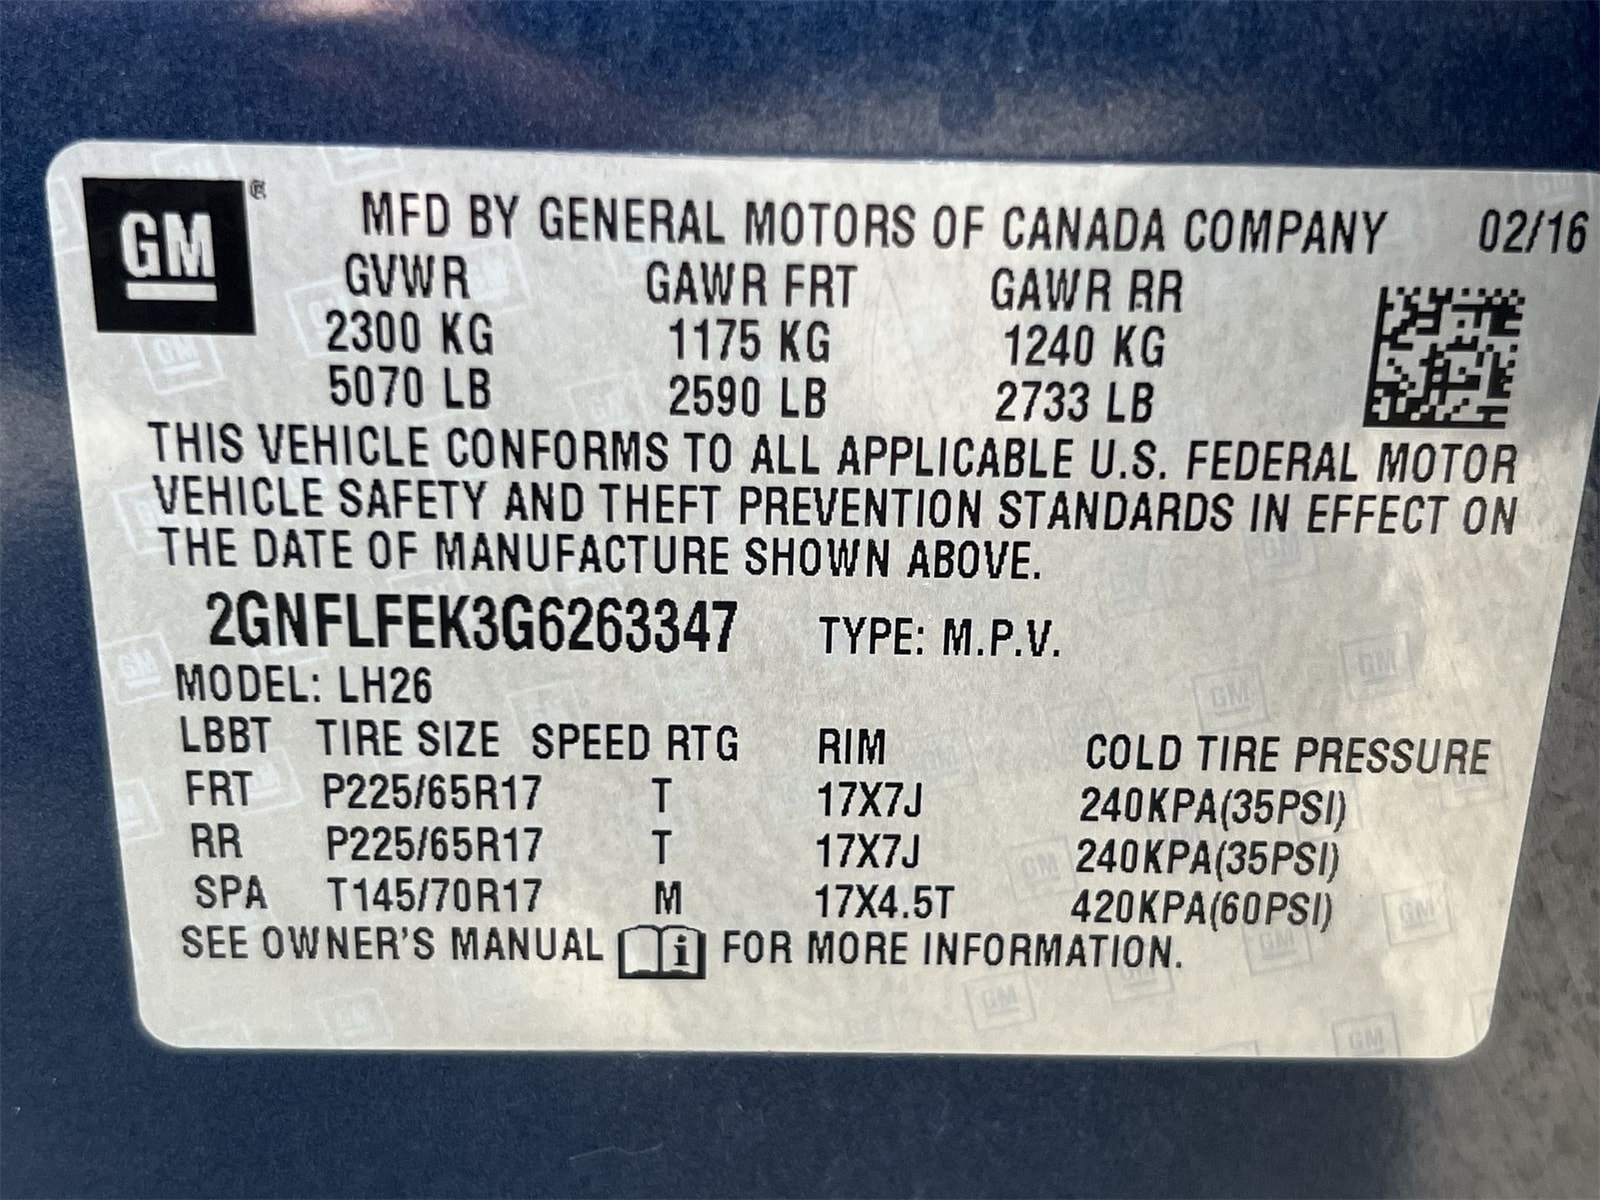 GM ® MFD BY GENERAL MOTORS OF CANADA COMPANY 02/16
GVWR GAWR FRT GAWR RR
2300 KG 1175 KG 1240 KG
5070 LB 2590 LB 2733 LB
THIS VEHICLE CONFORMS TO ALL APPLICABLE U.S. FEDERAL MOTOR
VEHICLE SAFETY AND THEFT PREVENTION STANDARDS IN EFFECT ON
THE DATE OF MANUFACTURE SHOWN ABOVE.
2GNFLFEK3G6263347 TYPE: M.P.V.
MODEL: LH26
LBBT TIRE SIZE SPEED RTG RIM COLD TIRE PRESSURE
FRT P225/65R17 T 17X7J 240KPA(35PSI)
RR P225/65R17 T 17X7J 240KPA(35PSI)
SPA T145/70R17 M 17X4.5T 420KPA(60PSI)
SEE OWNER'S MANUAL i FOR MORE INFORMATION.